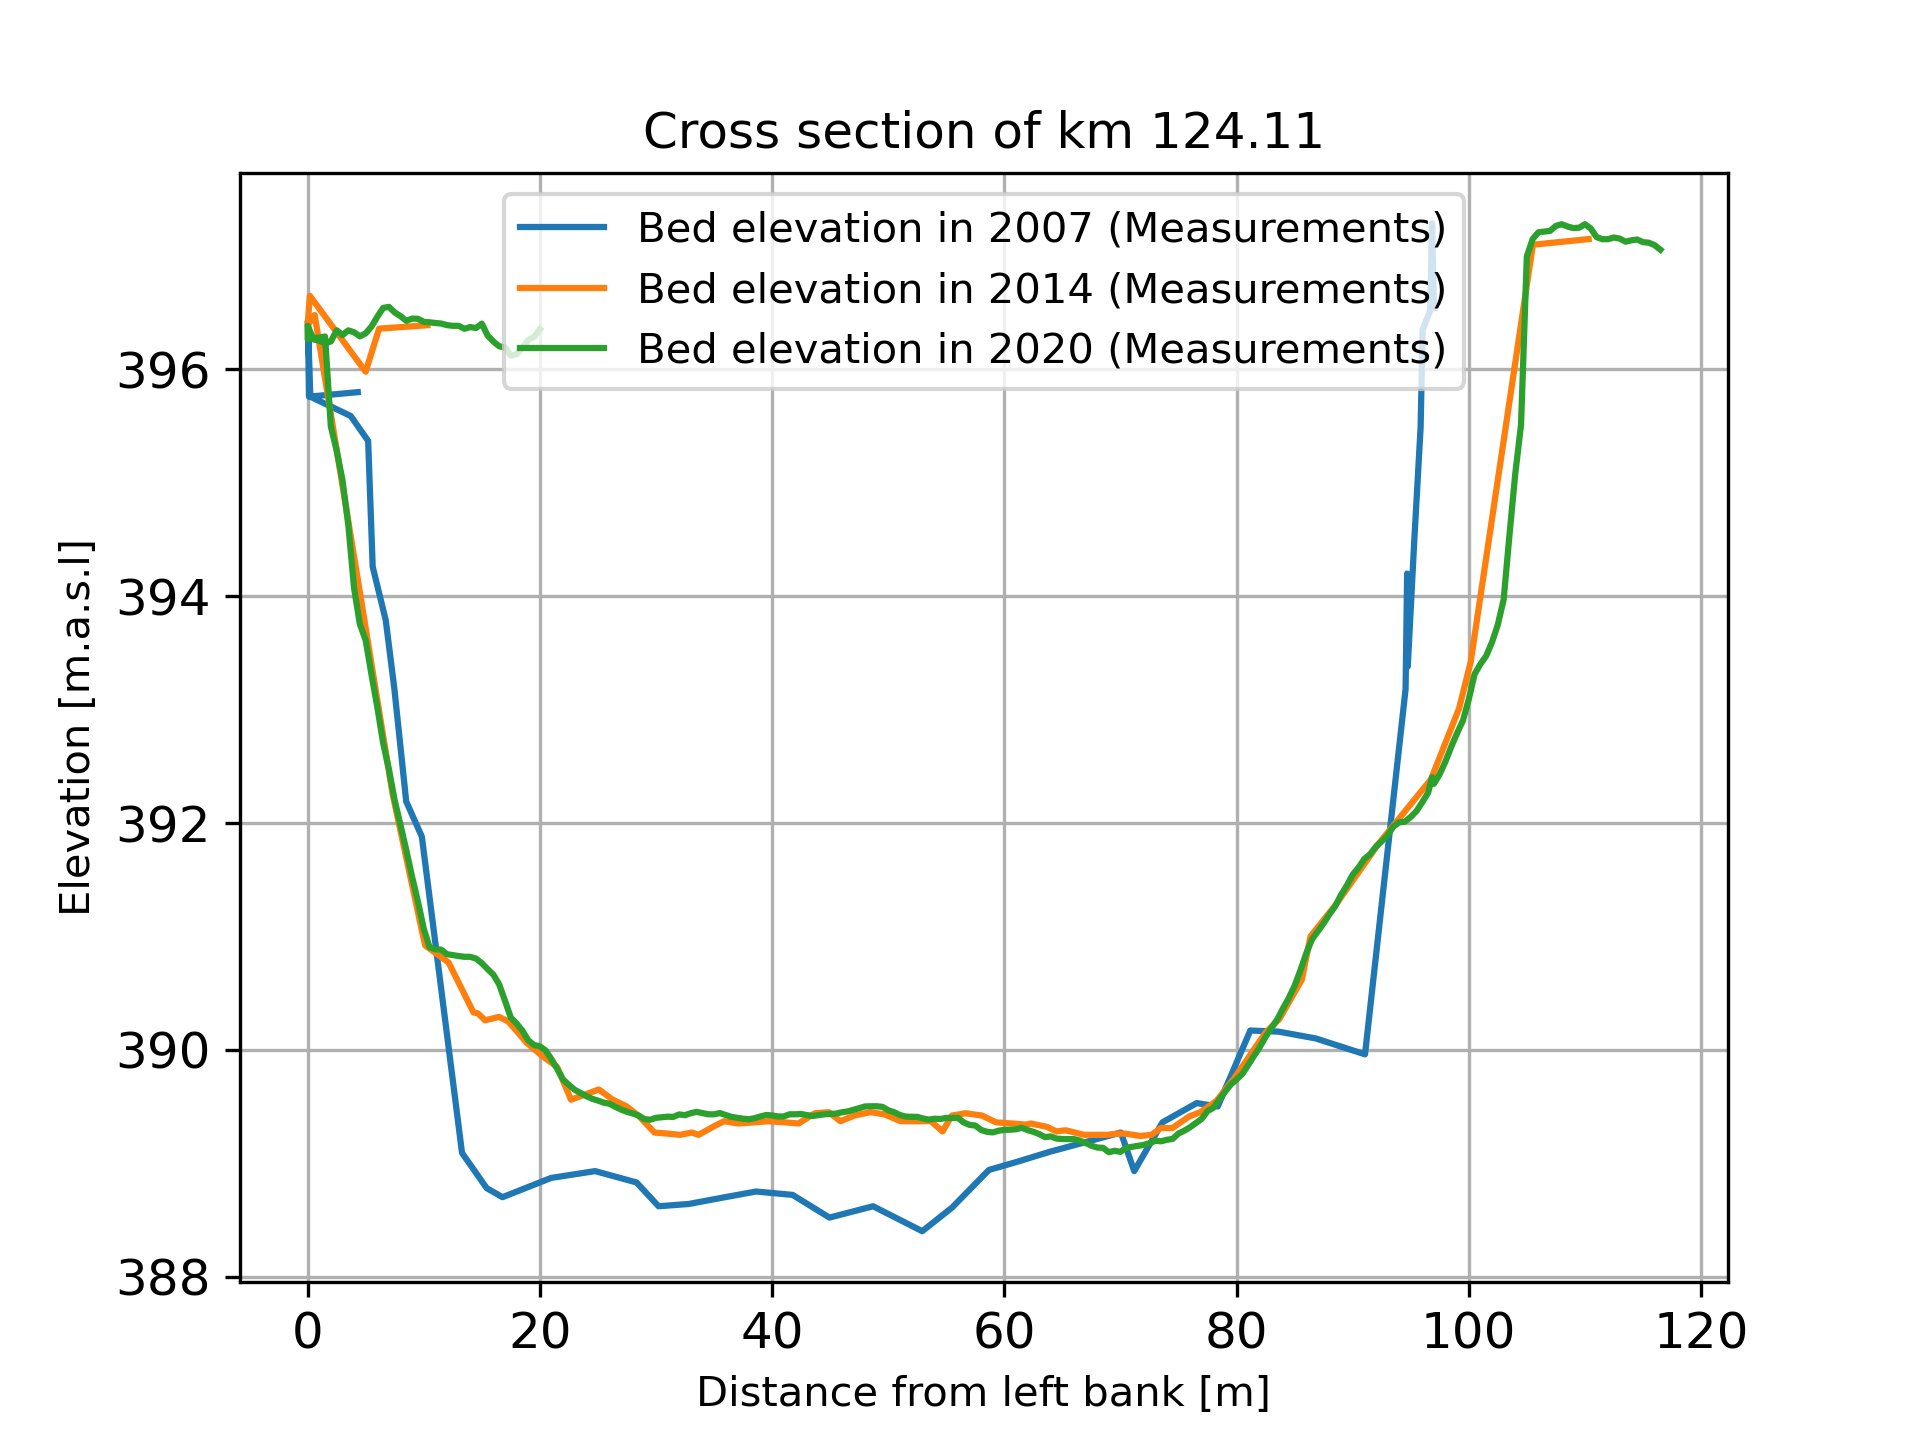 Cross section of km 124.11
Bed elevation in 2007 (Measurements)
Bed elevation in 2014 (Measurements)
Bed elevation in 2020 (Measurements)
Elevation [m.a.s.l]
396
394
392
390
388
0 20 40 60 80 100 120
Distance from left bank [m]